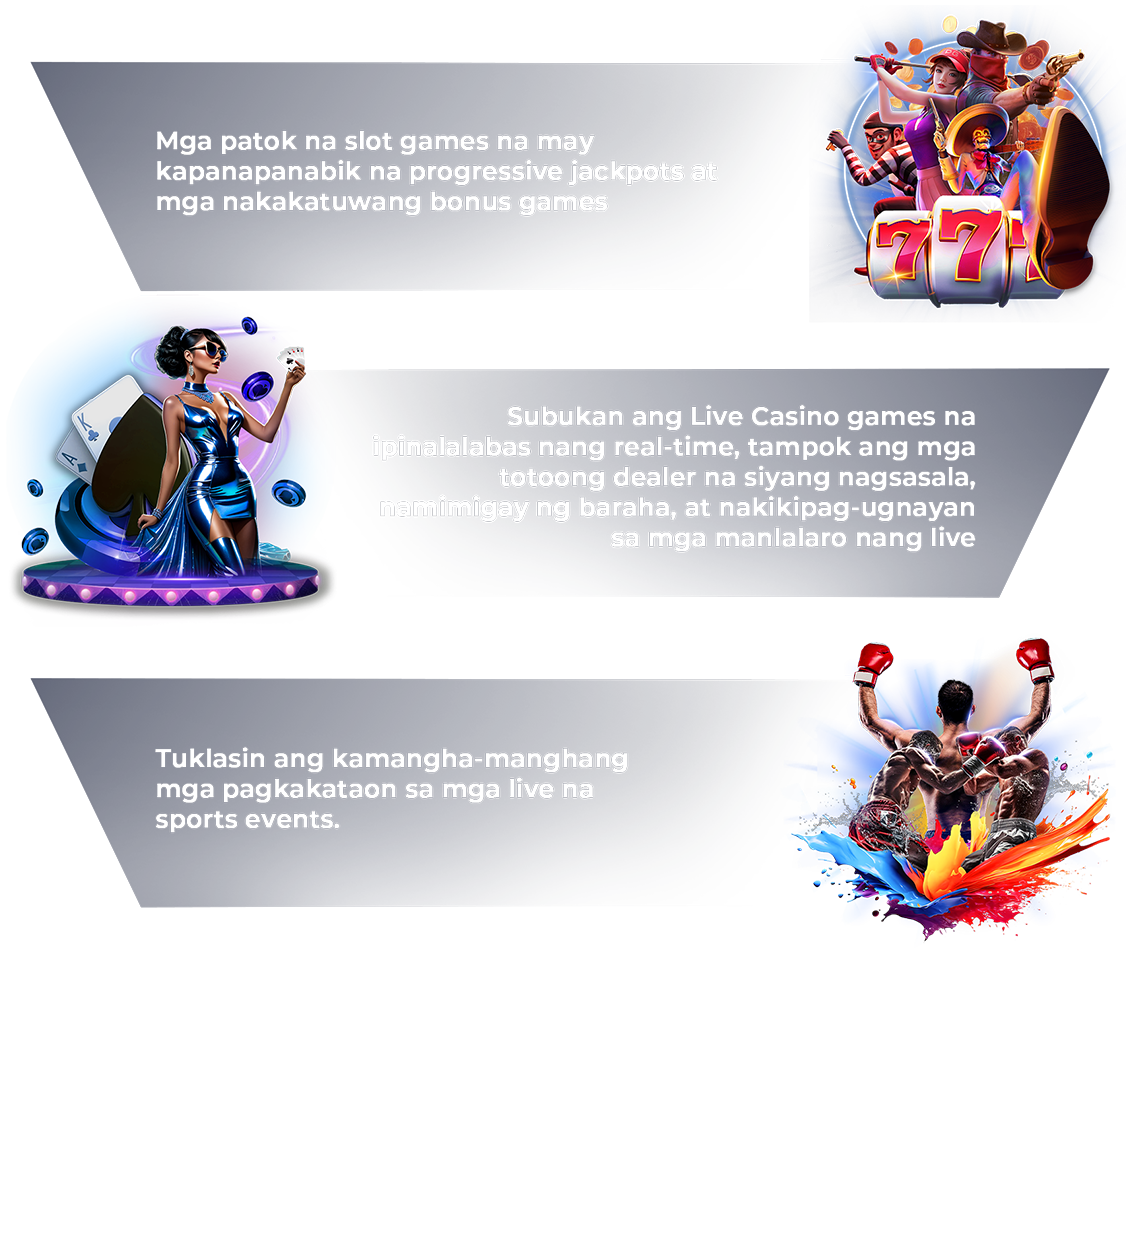 Mga patok na slot games na may
kapanapanabik na progressive jackpots at
mga nakakatuwang bonus games
777
K
A
Subukan ang Live Casino games na
ipinalalabas nang real-time, tampok ang mga
totoong dealer na siyang nagsasala,
namimigay ng baraha, at nakikipag-ugnayan
sa mga manlalaro nang live
Tuklasin ang kamangha-manghang
mga pagkakataon sa mga live na
sports events.